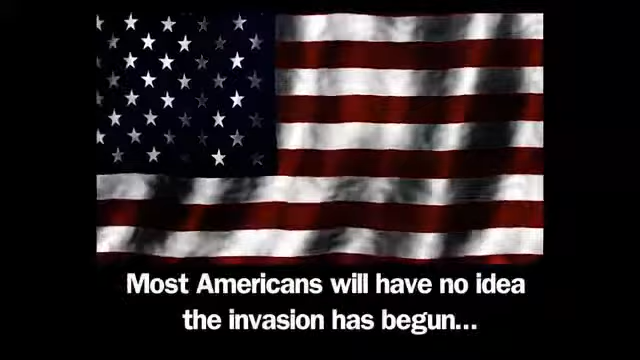 Most Americans will have no idea
the invasion has begun...